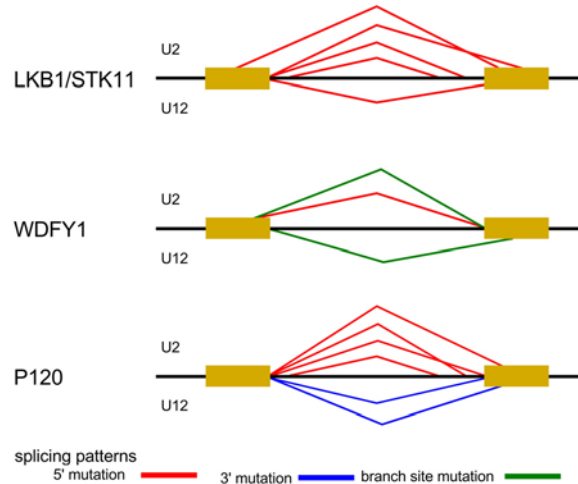 U2
LKB1/STK11
U12
U2
WDFY1
U12
U2
P120
U12
splicing patterns
5' mutation 3' mutation branch site mutation